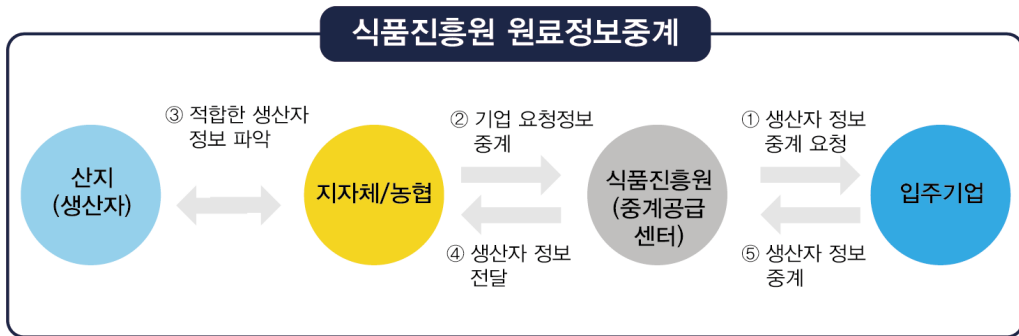 식품진흥원 원료정보중계
③ 적합한 생산자
정보 파악
② 기업 요청정보
중계
① 생산자 정보
중계 요청
산지
(생산자)
지자체/농협
식품진흥원
(중계공급
센터)
입주기업
④ 생산자 정보
전달
⑤ 생산자 정보
중계